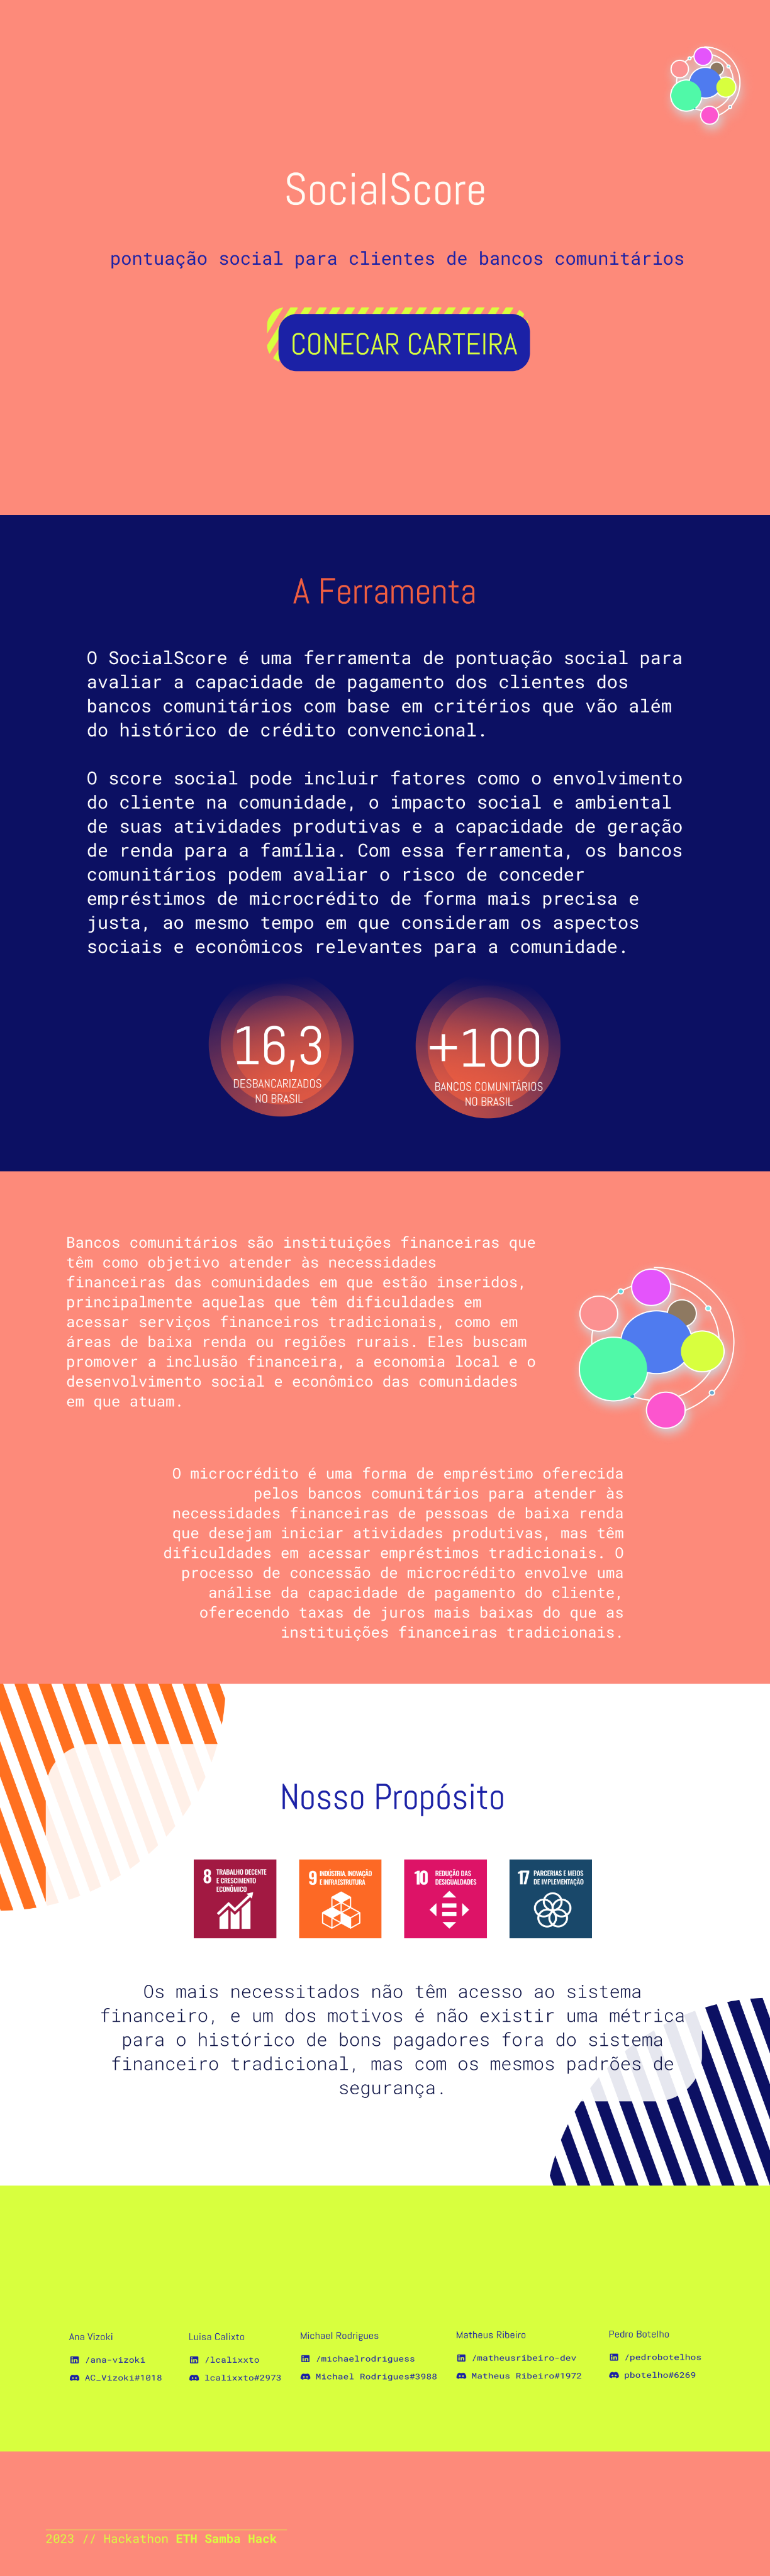 SocialScore
pontuação social para clientes de bancos comunitários
CONECAR CARTEIRA
A Ferramenta
O SocialScore é uma ferramenta de pontuação social para
avaliar a capacidade de pagamento dos clientes dos
bancos comunitários com base em critérios que vão além
do histórico de crédito convencional.
O score social pode incluir fatores como o envolvimento
do cliente na comunidade, o impacto social e ambiental
de suas atividades produtivas e a capacidade de geração
de renda para a família. Com essa ferramenta, os bancos
comunitários podem avaliar o risco de conceder
empréstimos de microcrédito de forma mais precisa e
justa, ao mesmo tempo em que consideram os aspectos
sociais e econômicos relevantes para a comunidade.
16,3
DESBANCARIZADOS
NO BRASIL
+100
BANCOS COMUNITÁRIOS
NO BRASIL
Bancos comunitários são instituições financeiras que
têm como objetivo atender às necessidades
financeiras das comunidades em que estão inseridos,
principalmente aquelas que têm dificuldades em
acessar serviços financeiros tradicionais, como em
áreas de baixa renda ou regiões rurais. Eles buscam
promover a inclusão financeira, a economia local e o
desenvolvimento social e econômico das comunidades
em que atuam.
O microcrédito é uma forma de empréstimo oferecida
pelos bancos comunitários para atender às
necessidades financeiras de pessoas de baixa renda
que desejam iniciar atividades produtivas, mas têm
dificuldades em acessar empréstimos tradicionais. O
processo de concessão de microcrédito envolve uma
análise da capacidade de pagamento do cliente,
oferecendo taxas de juros mais baixas do que as
instituições financeiras tradicionais.
Nosso Propósito
8 TRABALHO DECENTE
E CRESCIMENTO
ECONÔMICO
9 INDÚSTRIA, INOVAÇÃO
E INFRAESTRUTURA
10 REDUÇÃO DAS
DESIGUALDADES
17 PARCERIAS E MEIOS
DE IMPLEMENTAÇÃO
Os mais necessitados não têm acesso ao sistema
financeiro, e um dos motivos é não existir uma métrica
para o histórico de bons pagadores fora do sistema
financeiro tradicional, mas com os mesmos padrões de
segurança.
Ana Vizoki
/ana-vizoki
AC_Vizoki#1018
Luisa Calixto
/lcalixxto
lcalixxto#2973
Michael Rodrigues
/michaelrodriguess
Michael Rodrigues#3988
Matheus Ribeiro
/matheusribeiro-dev
Matheus Ribeiro#1972
Pedro Botelho
/pedrobotelhos
pbotelho#6269
2023 // Hackathon ETH Samba Hack